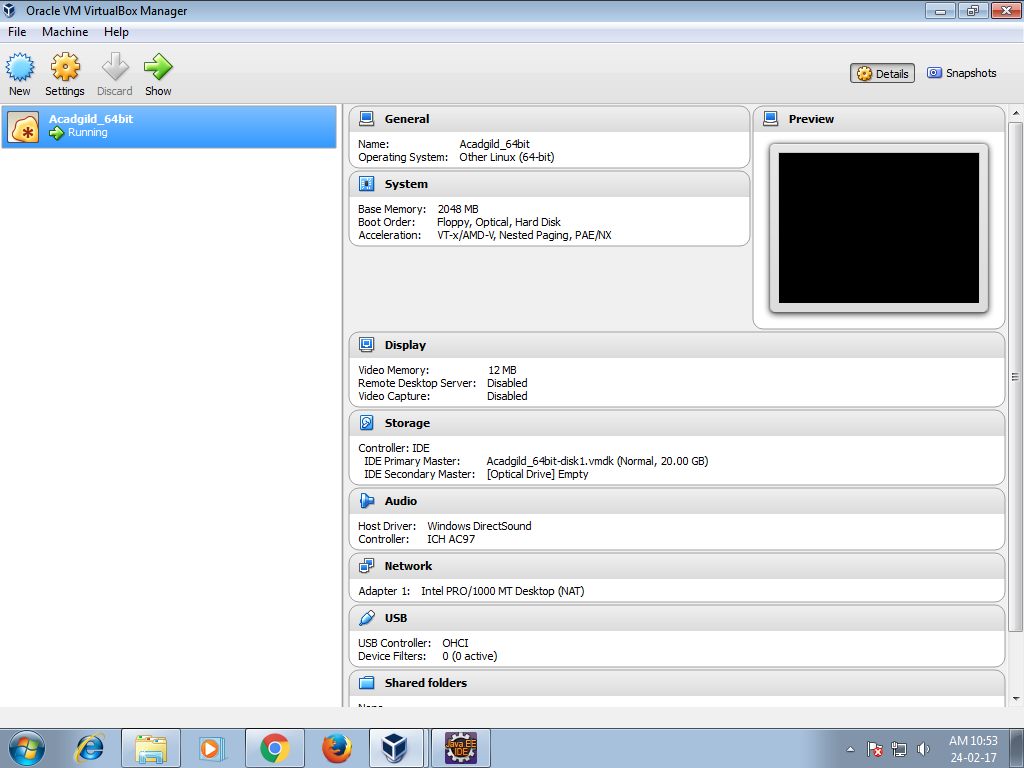 Oracle VM VirtualBox Manager
File Machine Help
New Settings Discard Show
Details Snapshots
Acadgild_64bit
Running
General
Name: Acadgild_64bit
Operating System: Other Linux (64-bit)
Preview
System
Base Memory: 2048 MB
Boot Order: Floppy, Optical, Hard Disk
Acceleration: VT-x/AMD-V, Nested Paging, PAE/NX
Display
Video Memory: 12 MB
Remote Desktop Server: Disabled
Video Capture: Disabled
Storage
Controller: IDE
IDE Primary Master: Acadgild_64bit-disk1.vmdk (Normal, 20.00 GB)
IDE Secondary Master: [Optical Drive] Empty
Audio
Host Driver: Windows DirectSound
Controller: ICH AC97
Network
Adapter 1: Intel PRO/1000 MT Desktop (NAT)
USB
USB Controller: OHCI
Device Filters: 0 (0 active)
Shared folders
Java EE
IDE
AM 10:53
24-02-17